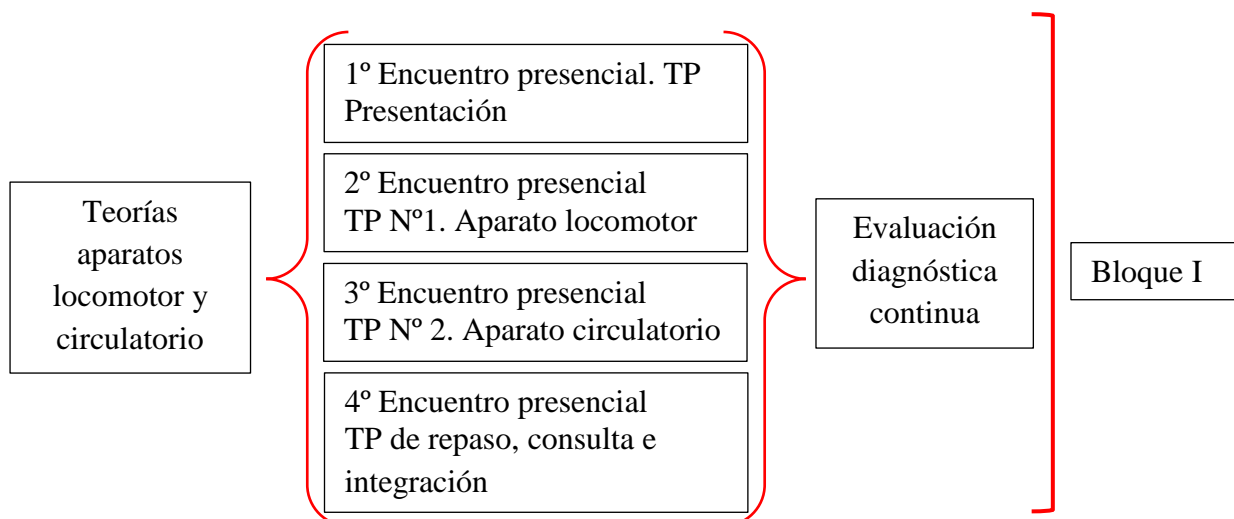 Teorías
aparatos
locomotor y
circulatorio
1º Encuentro presencial. TP
Presentación
2º Encuentro presencial
TP Nº1. Aparato locomotor
3º Encuentro presencial
TP Nº 2. Aparato circulatorio
4º Encuentro presencial
TP de repaso, consulta e
integración
Evaluación
diagnóstica
continua
Bloque I